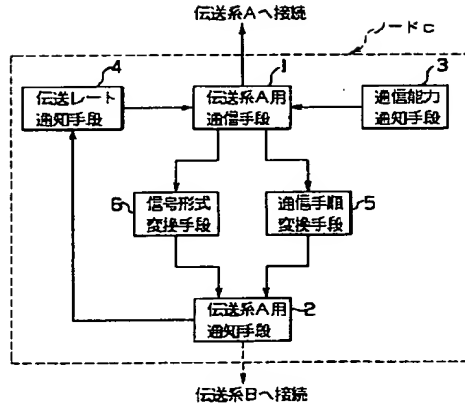 伝送系Aへ接続
ードc
4
伝送レート
通知手段
1
伝送系A用
通信手段
3
通信能力
通知手段
6
信号形式
変換手段
通信手順
変換手段
5
伝送系A用
通知手段
2
伝送系Bへ接続